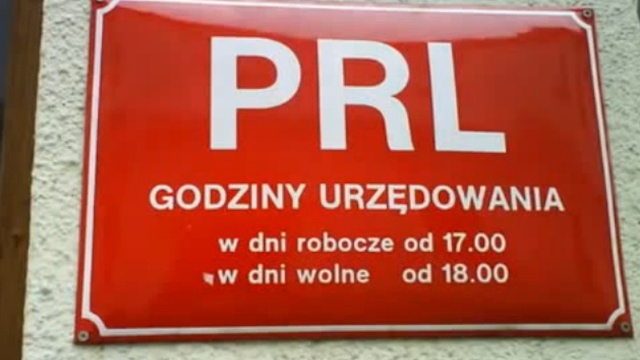 PRL
GODZINY URZĘDOWANIA
w dni robocze od 17.00
w dni wolne od 18.00